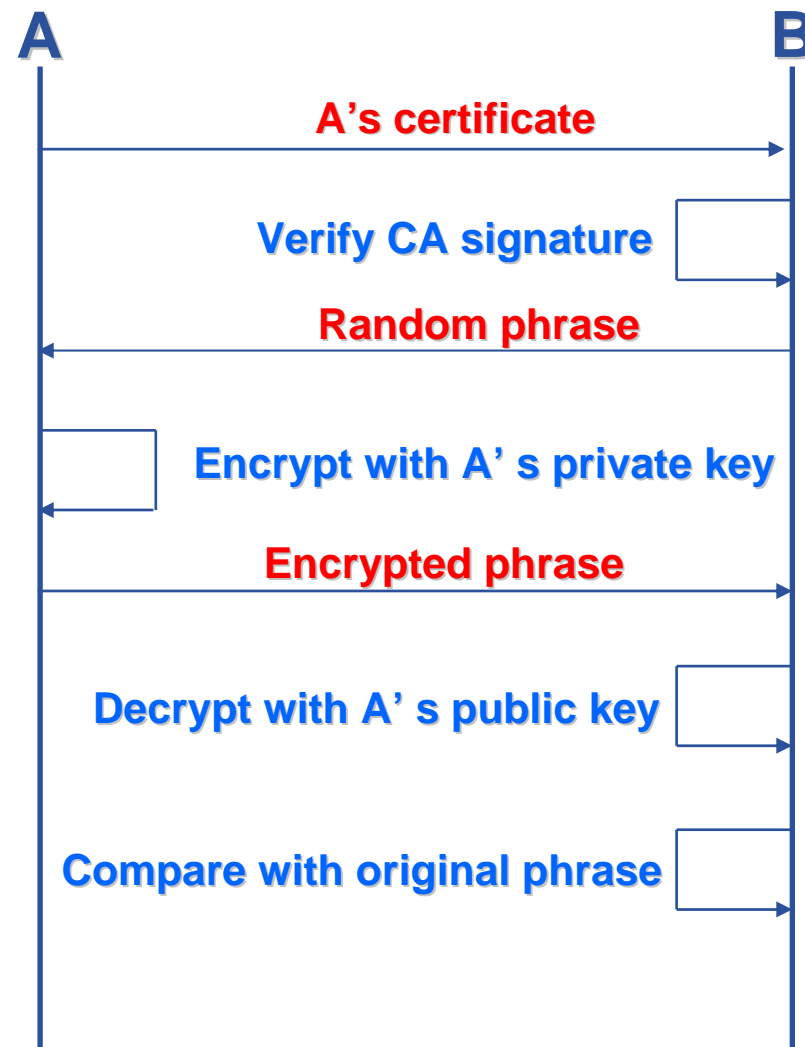 A
B
A’s certificate
Verify CA signature
Random phrase
Encrypt with A’ s private key
Encrypted phrase
Decrypt with A’ s public key
Compare with original phrase